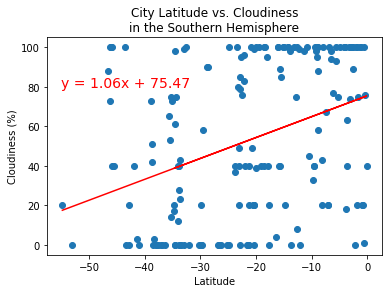 City Latitude vs. Cloudiness
in the Southern Hemisphere
100
80
60
40
20
0
Cloudiness (%)
y = 1.06x + 75.47
−50
−40
−30
−20
−10
0
Latitude